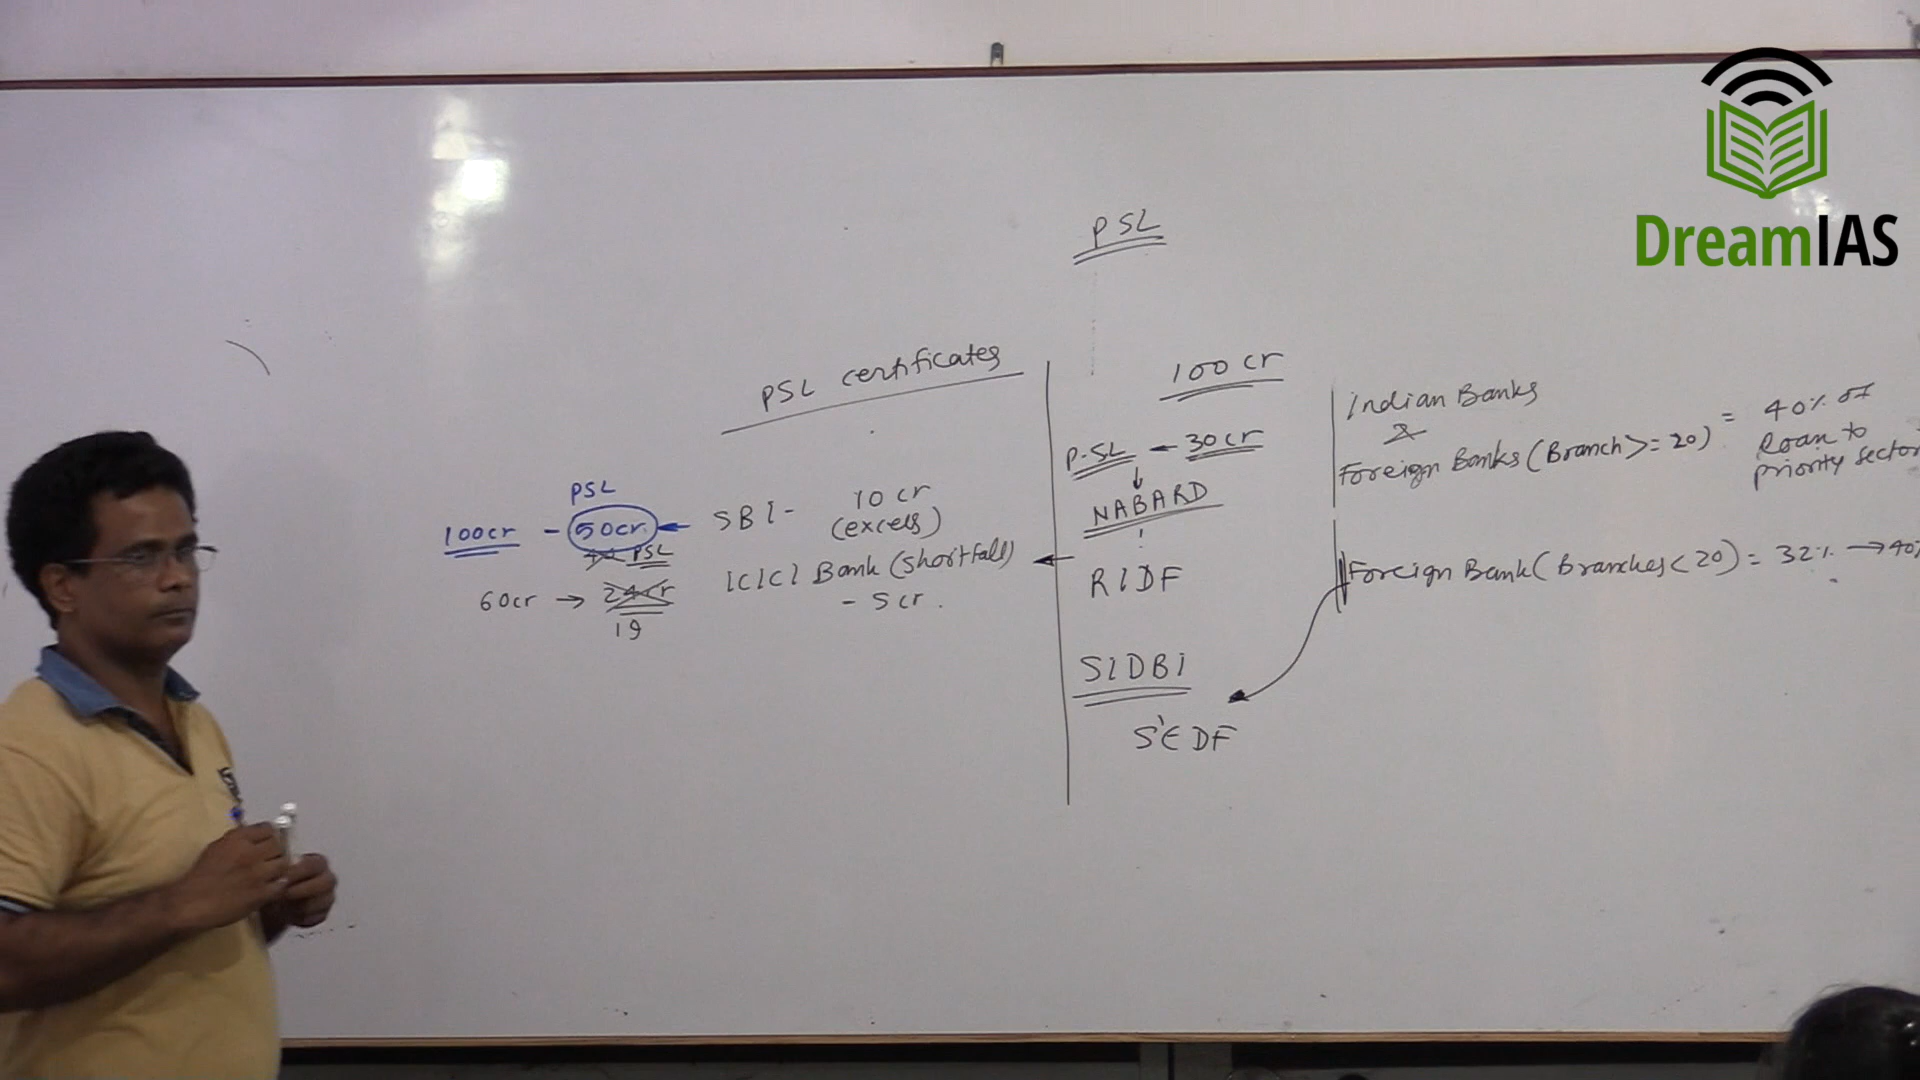 DreamIAS
PSL
PSL certificates
PSL
100cr - 50cr.
PSL
60cr → 24cr
19
SBI - 10 cr
(excess)
ICICI Bank (shortfall)
- 5 cr.
100 cr
P.SL - 30 cr
NABARD
RIDF
SIDBI
SEDF
Indian Banks
&
Foreign Banks (Branch >= 20) = 40% of
loan to
priority sector
Foreign Bank (Branches < 20) = 32% → 40%